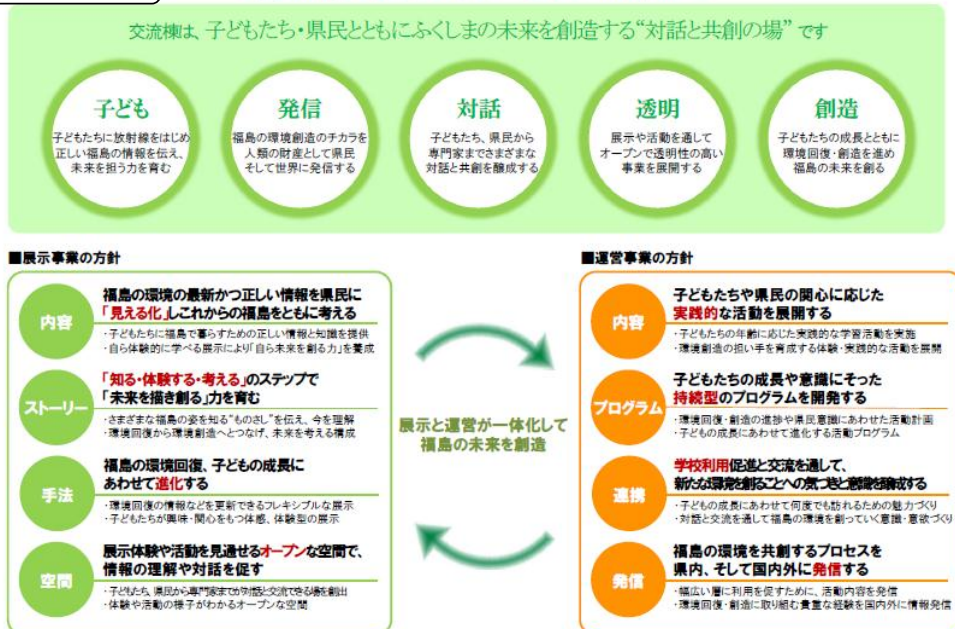 交流棟は、子どもたち・県民とともにふくしまの未来を創造する“対話と共創の場”です
子ども
子どもたちに放射線をはじめ
正しい福島の情報を伝え、
未来を担う力を育む
発信
福島の環境創造のチカラを
人類の財産として県民
そして世界に発信する
対話
子どもたち、県民から
専門家までさまざまな
対話と共創を醸成する
透明
展示や活動を通して
オープンで透明性の高い
事業を展開する
創造
子どもたちの成長とともに
環境回復・創造を進め
福島の未来を創る
■展示事業の方針
内容
福島の環境の最新かつ正しい情報を県民に
「見える化」しこれからの福島をともに考える
・子どもたちに福島で暮らすための正しい情報と知識を提供
・自ら体験的に学べる展示により「自ら未来を創る力」を養成
ストーリー
「知る・体験する・考える」のステップで
「未来を描き創る」力を育む
・さまざまな福島の姿を知る“ものさし”を伝え、今を理解
・環境回復から環境創造へとつなげ、未来を考える構成
手法
福島の環境回復、子どもの成長に
あわせて進化する
・環境回復の情報などを更新できるフレキシブルな展示
・子どもたちが興味・関心をもつ体感、体験型の展示
空間
展示体験や活動を見通せるオープンな空間で、
情報の理解や対話を促す
・子どもたち、県民から専門家までが対話と交流できる場を創出
・体験や活動の様子がわかるオープンな空間
展示と運営が一体化して
福島の未来を創造
■運営事業の方針
内容
子どもたちや県民の関心に応じた
実践的な活動を展開する
・子どもたちの年齢に応じた実践的な学習活動を実施
・環境創造の担い手を育成する体験・実践的な活動を展開
プログラム
子どもたちの成長や意識にそった
持続型のプログラムを開発する
・環境回復・創造の進捗や県民意識にあわせた活動計画
・子どもの成長にあわせて進化する活動プログラム
連携
学校利用促進と交流を通して、
新たな環境を創ることへの気づきと意識を醸成する
・子どもの成長にあわせて何度でも訪れるための魅力づくり
・対話と交流を通して福島の環境を創っていく意識・意欲づくり
発信
福島の環境を共創するプロセスを
県内、そして国内外に発信する
・幅広い層に利用を促すために、活動内容を発信
・環境回復・創造に取り組む貴重な経験を国内外に情報発信